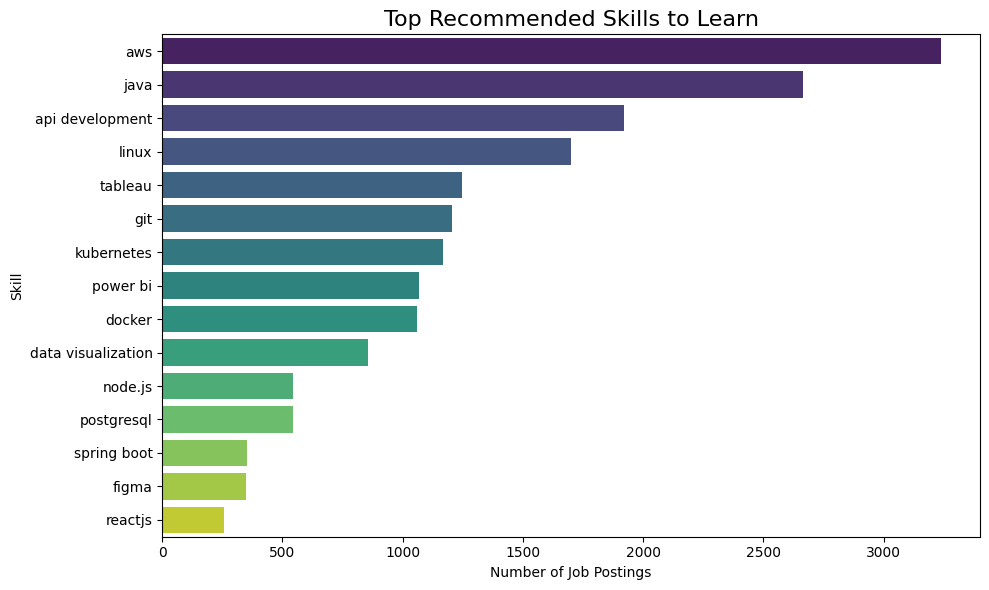 Top Recommended Skills to Learn
aws
java
api development
linux
tableau
git
kubernetes
power bi
docker
data visualization
node.js
postgresql
spring boot
figma
reactjs
Skill
0 500 1000 1500 2000 2500 3000
Number of Job Postings